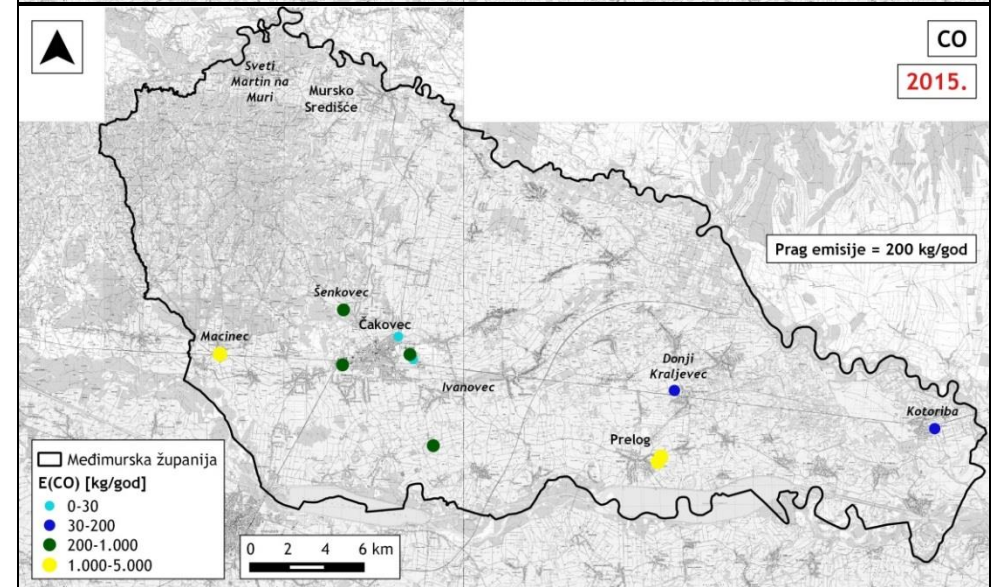 CO
2015.
Sveti
Martin na
Muri
Mursko
Središće
Prag emisije = 200 kg/god
Šenkovec
Čakovec
Macinec
Ivanovec
Donji
Kraljevec
Kotoriba
Prelog
Međimurska županija
E(CO) [kg/god]
0-30
30-200
200-1.000
1.000-5.000
0 2 4 6 km